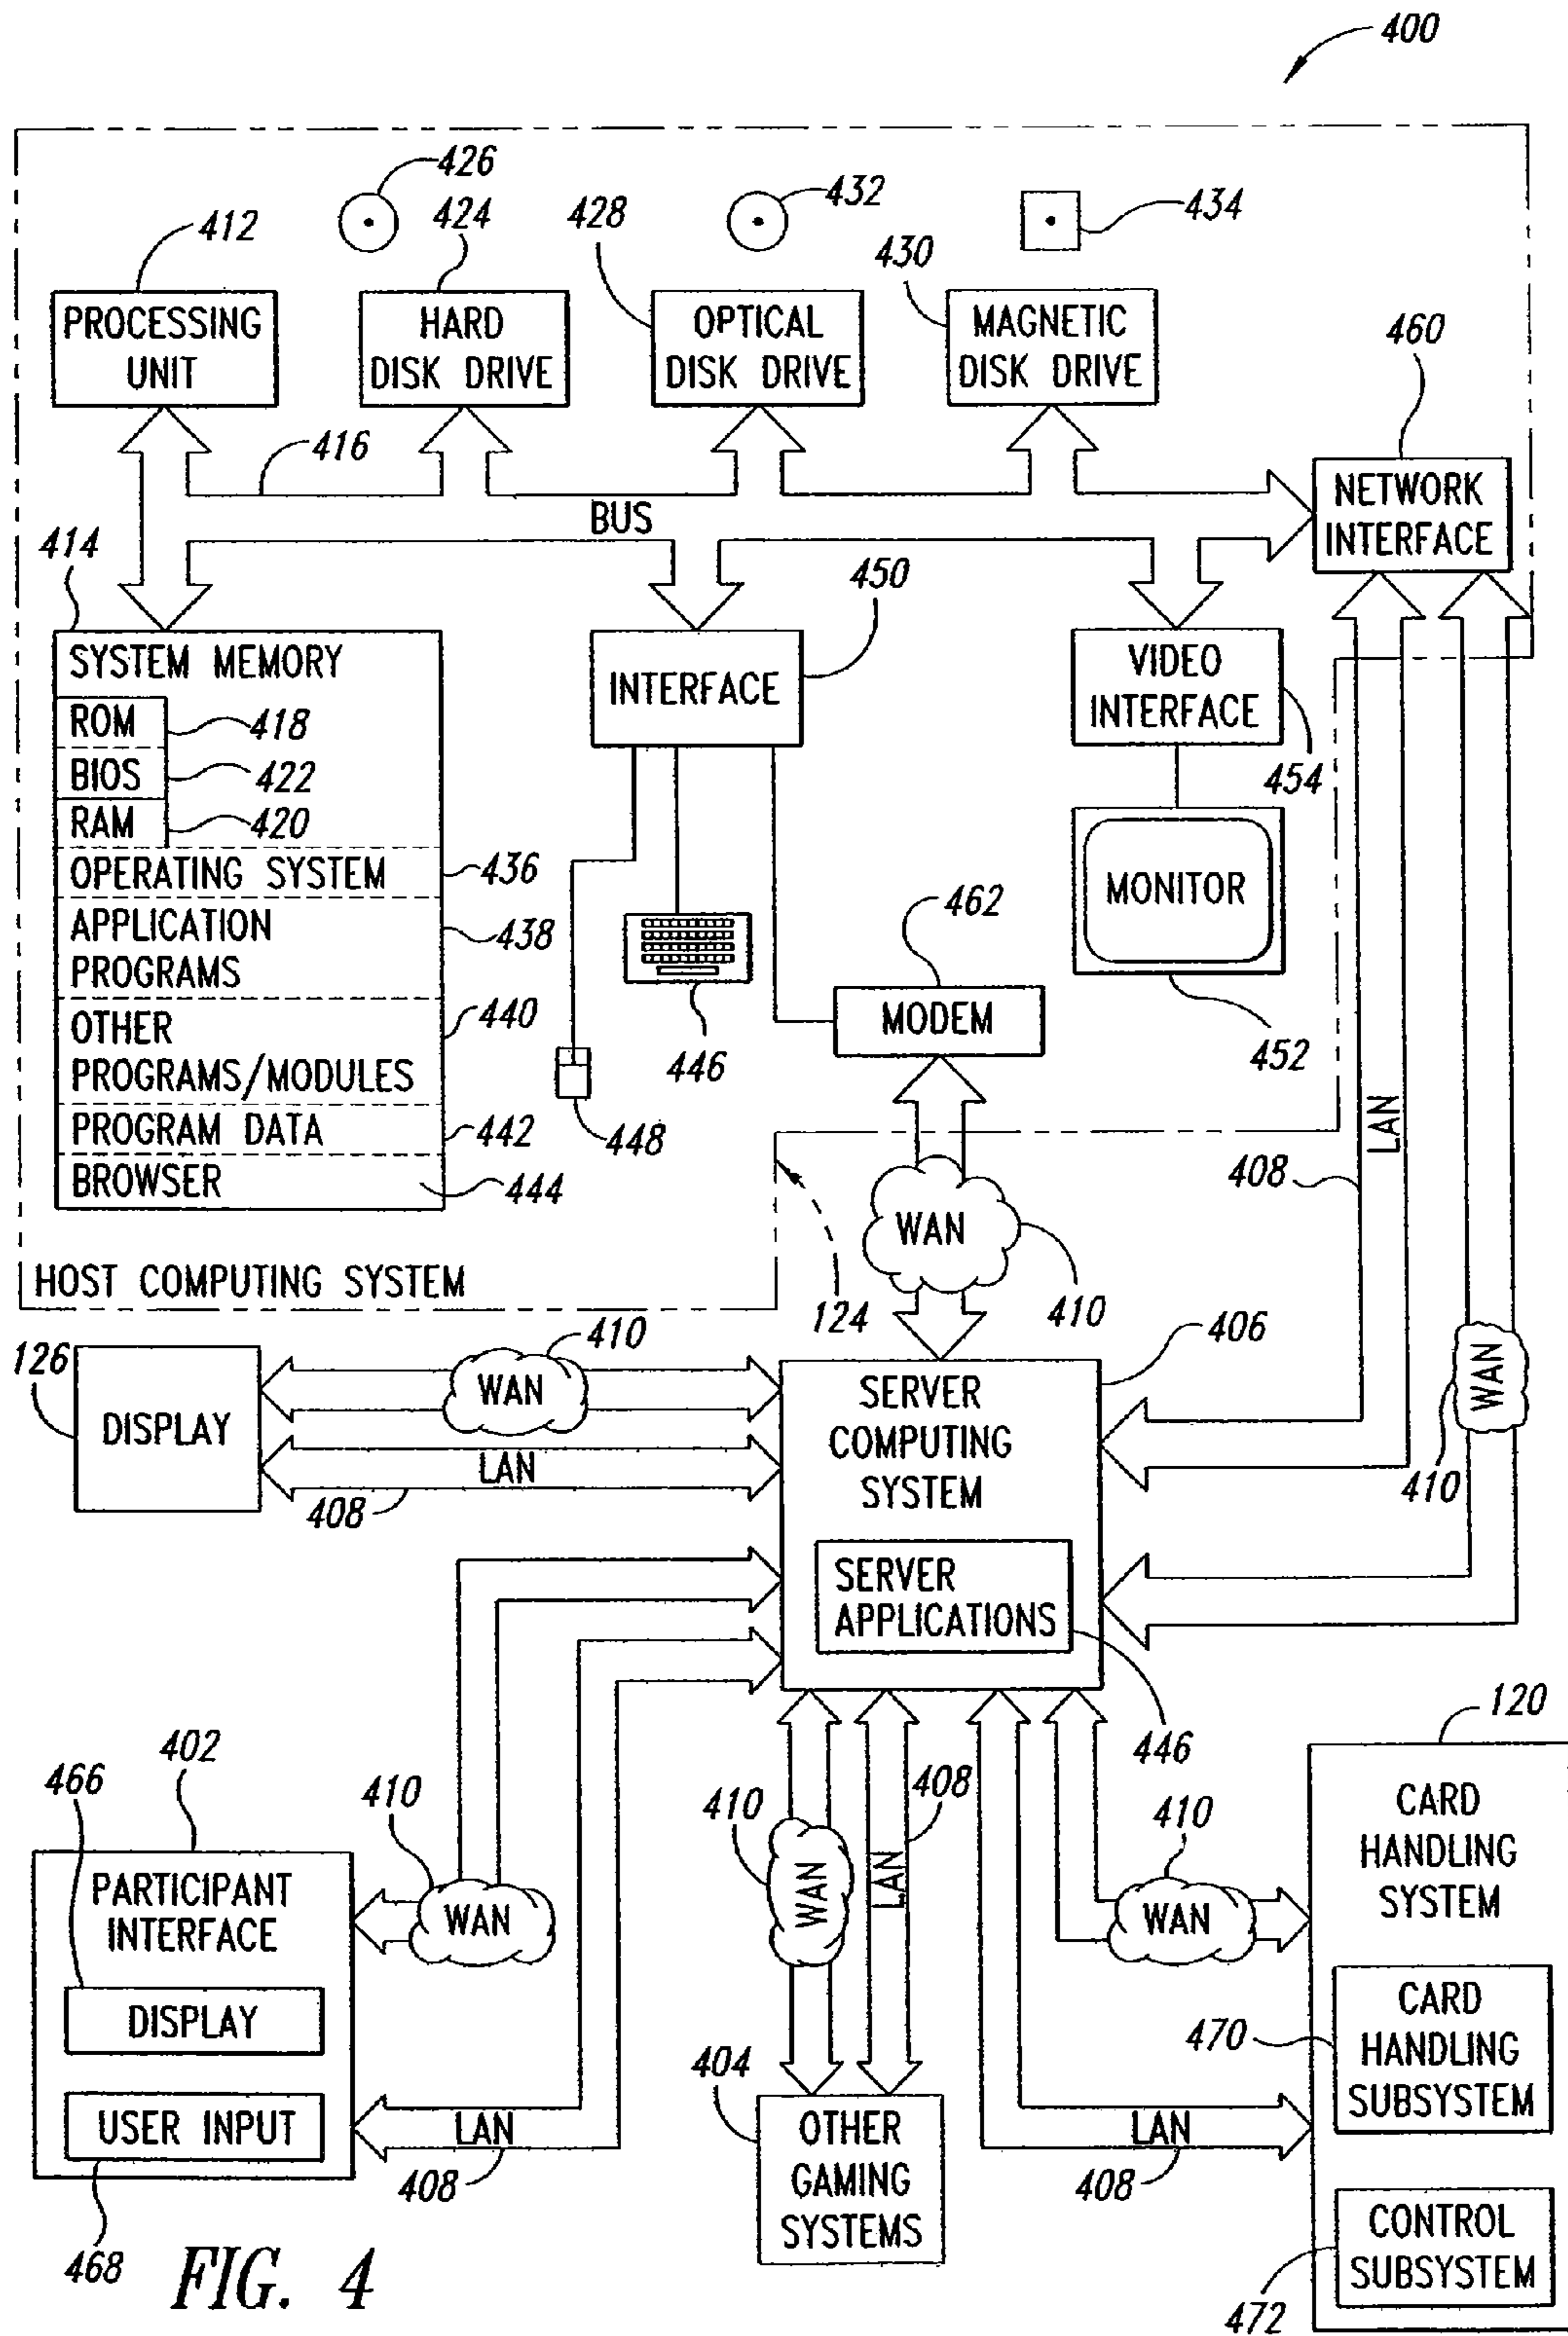 400
426
424
428
432
434
412
430
460
PROCESSING
UNIT
HARD
DISK DRIVE
OPTICAL
DISK DRIVE
MAGNETIC
DISK DRIVE
416
BUS
NETWORK
INTERFACE
414
450
SYSTEM MEMORY
ROM
418
BIOS
422
RAM
420
OPERATING SYSTEM
436
APPLICATION
PROGRAMS
438
OTHER
PROGRAMS/MODULES
440
PROGRAM DATA
442
BROWSER
444
INTERFACE
VIDEO
INTERFACE
454
MONITOR
452
446
448
462
MODEM
WAN
410
LAN
408
WAN
410
HOST COMPUTING SYSTEM
124
126
DISPLAY
410
WAN
LAN
408
406
SERVER
COMPUTING
SYSTEM
SERVER
APPLICATIONS
446
402
466
PARTICIPANT
INTERFACE
DISPLAY
USER INPUT
468
410
WAN
LAN
408
410
WAN
LAN
408
404
OTHER
GAMING
SYSTEMS
410
WAN
LAN
408
120
CARD
HANDLING
SYSTEM
470
CARD
HANDLING
SUBSYSTEM
CONTROL
SUBSYSTEM
472
FIG. 4